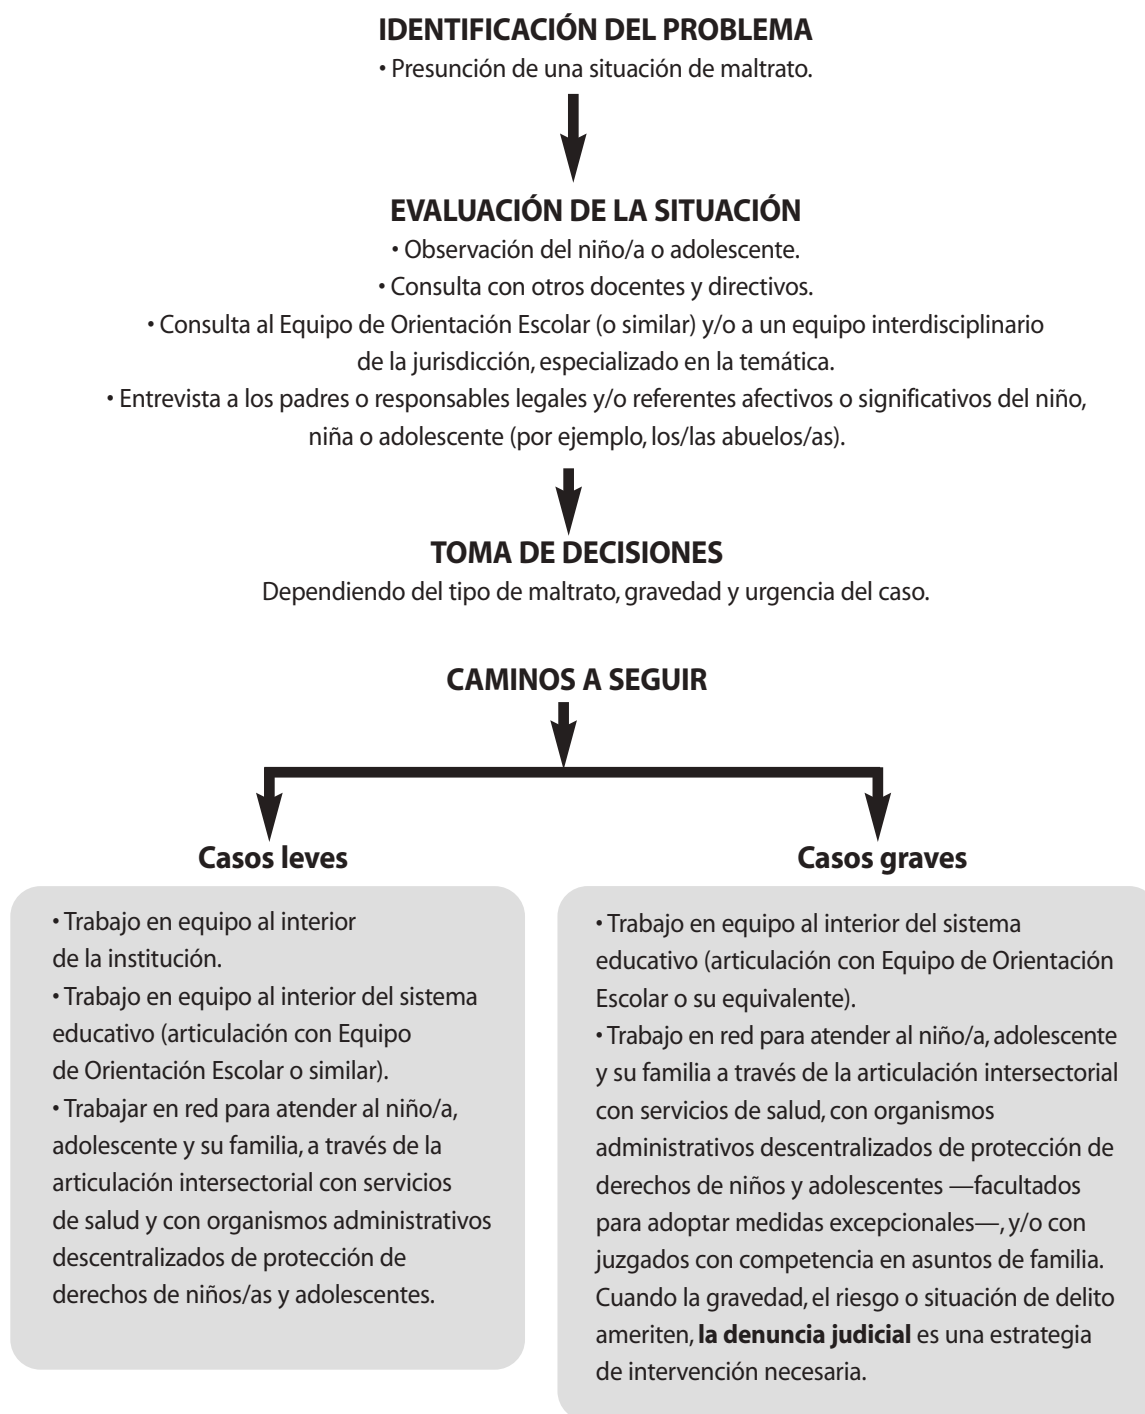 IDENTIFICACIÓN DEL PROBLEMA
• Presunción de una situación de maltrato.
EVALUACIÓN DE LA SITUACIÓN
• Observación del niño/a o adolescente.
• Consulta con otros docentes y directivos.
• Consulta al Equipo de Orientación Escolar (o similar) y/o a un equipo interdisciplinario
de la jurisdicción, especializado en la temática.
• Entrevista a los padres o responsables legales y/o referentes afectivos o significativos del niño,
niña o adolescente (por ejemplo, los/las abuelos/as).
TOMA DE DECISIONES
Dependiendo del tipo de maltrato, gravedad y urgencia del caso.
CAMINOS A SEGUIR
Casos leves
• Trabajo en equipo al interior
de la institución.
• Trabajo en equipo al interior del sistema
educativo (articulación con Equipo
de Orientación Escolar o similar).
• Trabajar en red para atender al niño/a,
adolescente y su familia, a través de la
articulación intersectorial con servicios
de salud y con organismos administrativos
descentralizados de protección de
derechos de niños/as y adolescentes.
Casos graves
• Trabajo en equipo al interior del sistema
educativo (articulación con Equipo de Orientación
Escolar o su equivalente).
• Trabajo en red para atender al niño/a, adolescente
y su familia a través de la articulación intersectorial
con servicios de salud, con organismos
administrativos descentralizados de protección de
derechos de niños y adolescentes —facultados
para adoptar medidas excepcionales—, y/o con
juzgados con competencia en asuntos de familia.
Cuando la gravedad, el riesgo o situación de delito
ameriten, la denuncia judicial es una estrategia
de intervención necesaria.